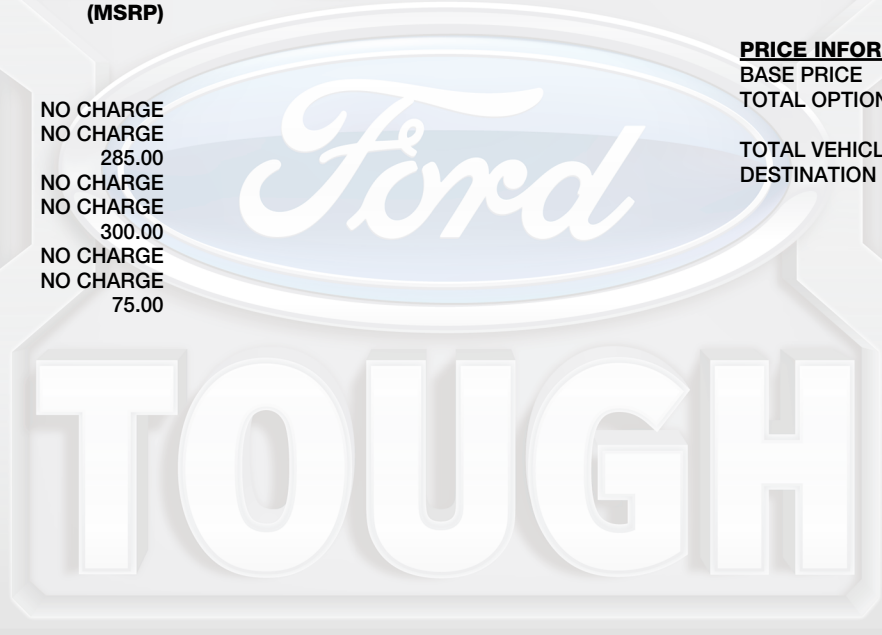 (MSRP)
NO CHARGE
NO CHARGE
285.00
NO CHARGE
NO CHARGE
300.00
NO CHARGE
NO CHARGE
75.00
PRICE INFOR
BASE PRICE
TOTAL OPTION
TOTAL VEHICL
DESTINATION
Ford
TOUGH